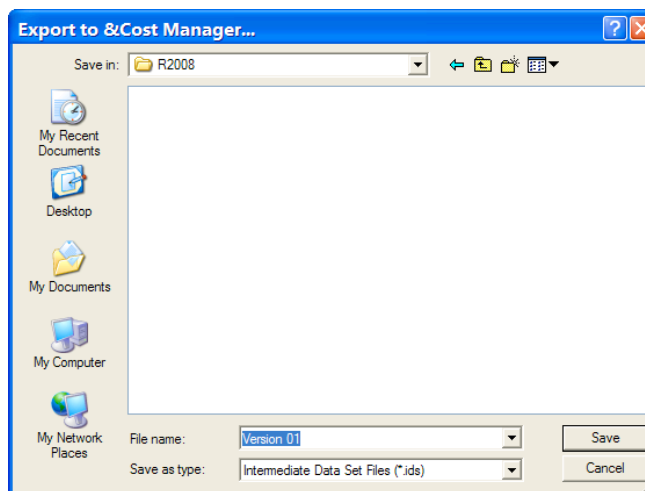 Export to &Cost Manager...
Save in:
R2008
My Recent
Documents
Desktop
My Documents
My Computer
My Network
Places
File name:
Version 01
Save
Save as type:
Intermediate Data Set Files (*.ids)
Cancel